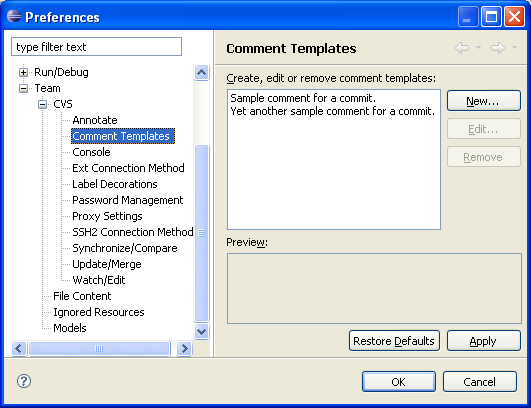 Preferences
type filter text
Run/Debug
Team
CVS
Annotate
Comment Templates
Console
Ext Connection Method
Label Decorations
Password Management
Proxy Settings
SSH2 Connection Method
Synchronize/Compare
Update/Merge
Watch/Edit
File Content
Ignored Resources
Models
Comment Templates
Create, edit or remove comment templates:
Sample comment for a commit.
Yet another sample comment for a commit.
New...
Edit...
Remove
Preview:
Restore Defaults
Apply
OK
Cancel